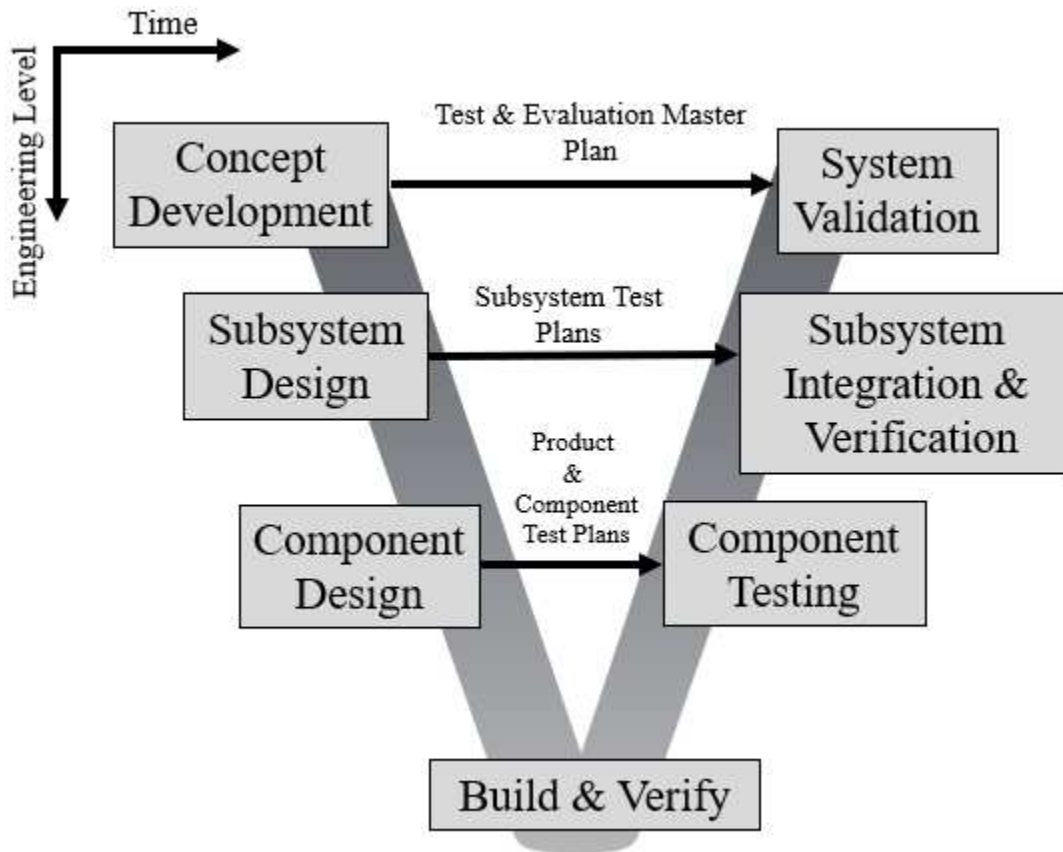 Time
Engineering Level
Test & Evaluation Master
Plan
Concept
Development
System
Validation
Subsystem Test
Plans
Subsystem
Design
Subsystem
Integration &
Verification
Product
&
Component
Test Plans
Component
Design
Component
Testing
Build & Verify